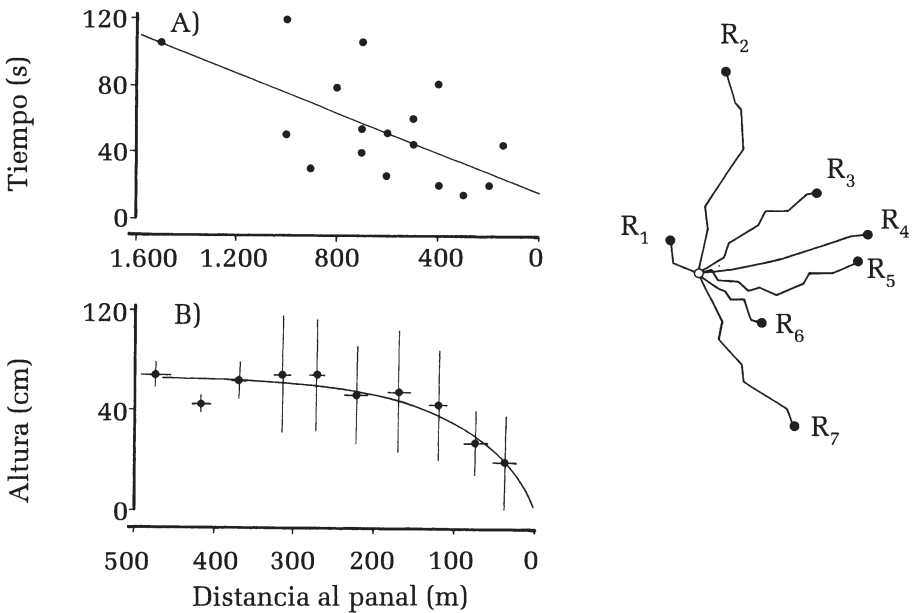 120
A)
80
40
0
Tiempo (s)
1.600
1.200
800
400
0
120
B)
40
0
Altura (cm)
500
400
300
200
100
0
Distancia al panal (m)
R2
R3
R1
R4
R5
R6
R7